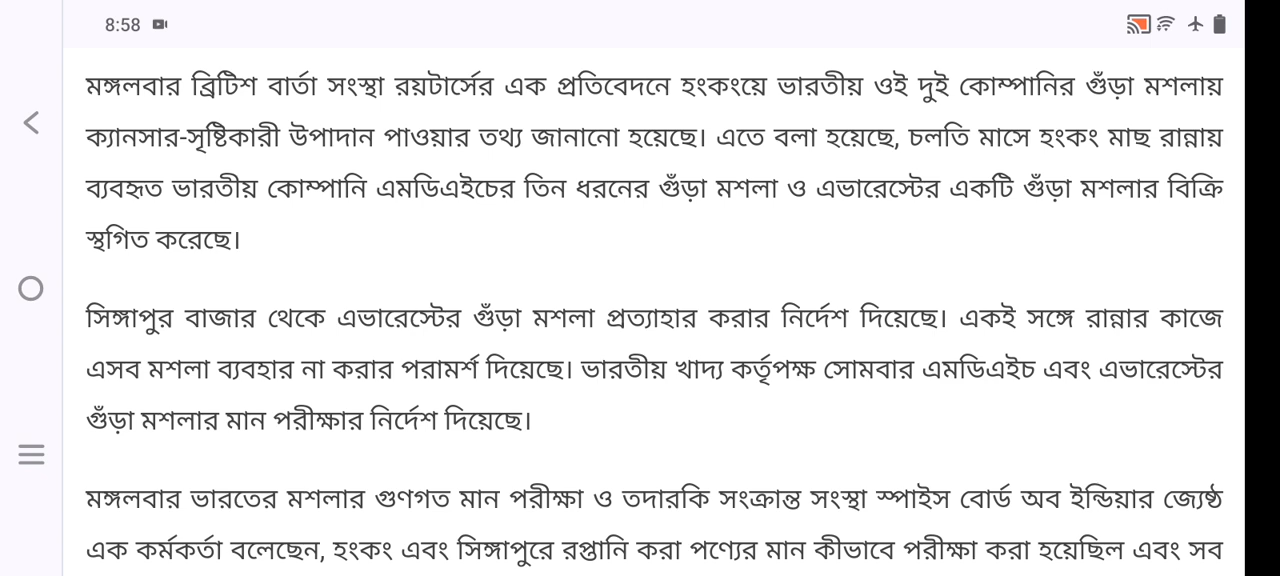 8:58
মঙ্গলবার ব্রিটিশ বার্তা সংস্থা রয়টার্সের এক প্রতিবেদনে হংকংয়ে ভারতীয় ওই দুই কোম্পানির গুঁড়া মশলায়
ক্যানসার-সৃষ্টিকারী উপাদান পাওয়ার তথ্য জানানো হয়েছে। এতে বলা হয়েছে, চলতি মাসে হংকং মাছ রান্নায়
ব্যবহৃত ভারতীয় কোম্পানি এমডিএইচের তিন ধরনের গুঁড়া মশলা ও এভারেস্টের একটি গুঁড়া মশলার বিক্রি
স্থগিত করেছে।
সিঙ্গাপুর বাজার থেকে এভারেস্টের গুঁড়া মশলা প্রত্যাহার করার নির্দেশ দিয়েছে। একই সঙ্গে রান্নার কাজে
এসব মশলা ব্যবহার না করার পরামর্শ দিয়েছে। ভারতীয় খাদ্য কর্তৃপক্ষ সোমবার এমডিএইচ এবং এভারেস্টের
গুঁড়া মশলার মান পরীক্ষার নির্দেশ দিয়েছে।
মঙ্গলবার ভারতের মশলার গুণগত মান পরীক্ষা ও তদারকি সংক্রান্ত সংস্থা স্পাইস বোর্ড অব ইন্ডিয়ার জ্যেষ্ঠ
এক কর্মকর্তা বলেছেন, হংকং এবং সিঙ্গাপুরে রপ্তানি করা পণ্যের মান কীভাবে পরীক্ষা করা হয়েছিল এবং সব